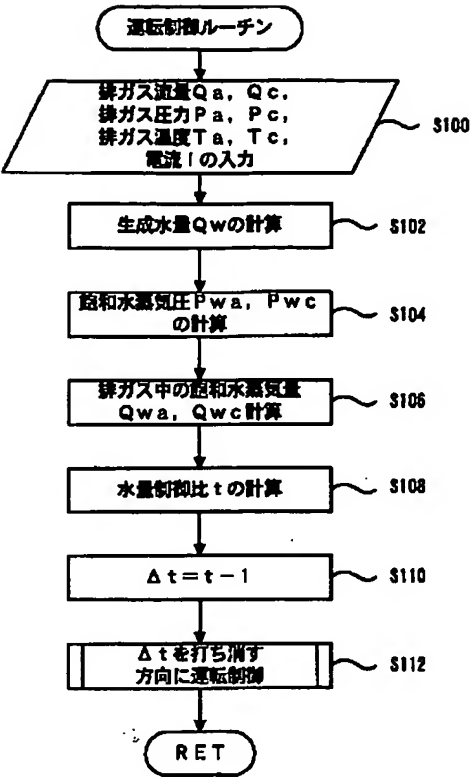 運転制御ルーチン
排ガス流量Qa，Qc，
排ガス圧力Pa，Pc，
排ガス温度Ta，Tc，
電流Iの入力
S100
生成水量Qwの計算
S102
飽和水蒸気圧Pwa，Pwc
の計算
S104
排ガス中の飽和水蒸気量
Qwa，Qwc計算
S106
水量制御比tの計算
S108
Δt＝t－1
S110
Δtを打ち消す
方向に運転制御
S112
RET